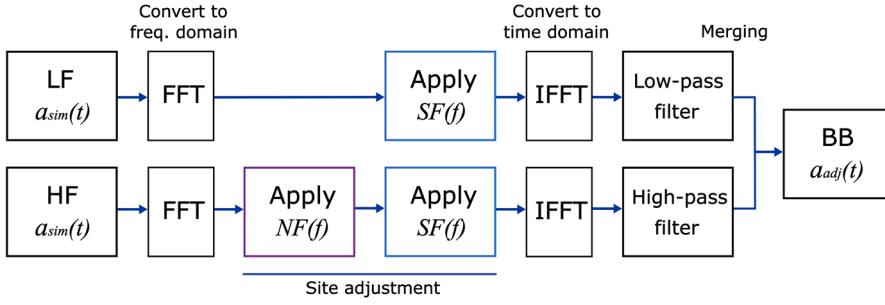 Convert to
freq. domain
Convert to
time domain
Merging
LF
asim(t)
FFT
Apply
SF(f)
IFFT
Low-pass
filter
BB
aadj(t)
HF
asim(t)
FFT
Apply
NF(f)
Apply
SF(f)
IFFT
High-pass
filter
Site adjustment